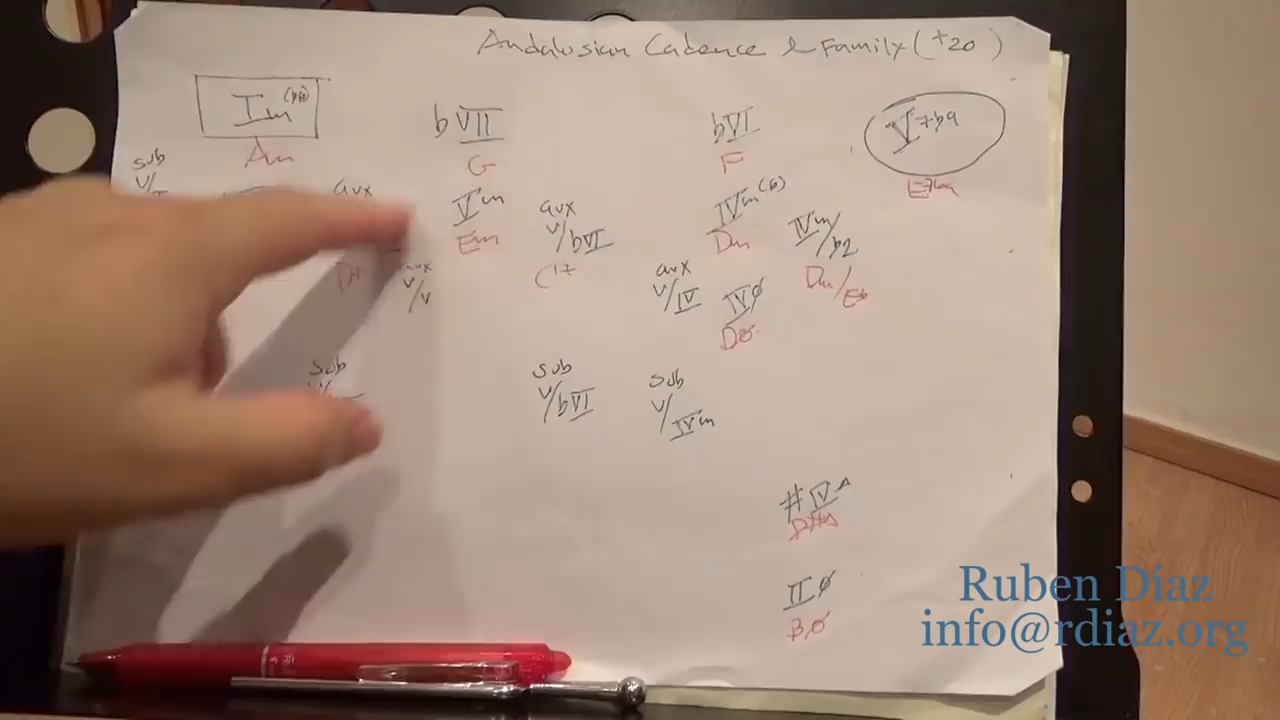 Andalusian Cadence & Family (+20)
Im
bVII
bVI
V7b9
Am
G
F
sub
V/
aux
Vm
aux
V/bVI
IVm(6)
IVm/b2
Em
C7
Dm
Dm/Eb
aux
V/V
aux
V/IV
IVø
Dø
sub
sub
V/bVI
sub
V/IVm
#IV
IIø
Bø
Ruben Díaz
info@rdiaz.org